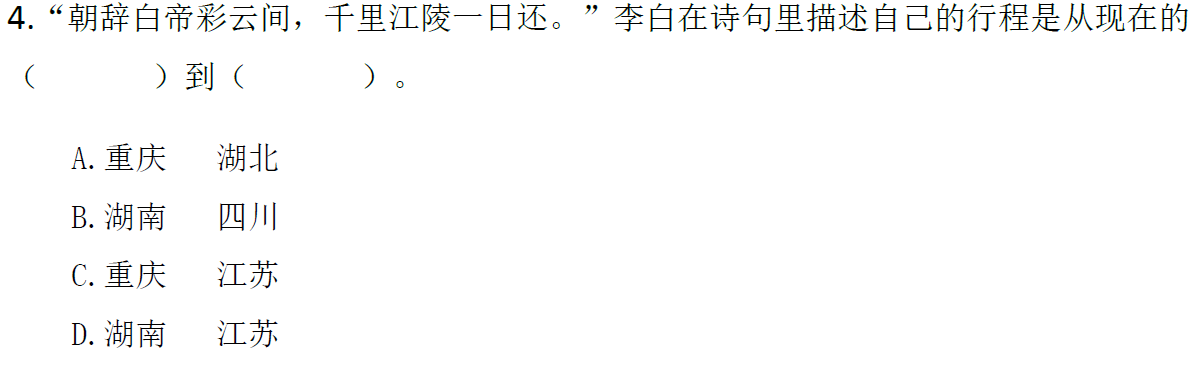 4.“朝辞白帝彩云间，千里江陵一日还。”李白在诗句里描述自己的行程是从现在的
（　　　）到（　　　）。
A.重庆　湖北
B.湖南　四川
C.重庆　江苏
D.湖南　江苏